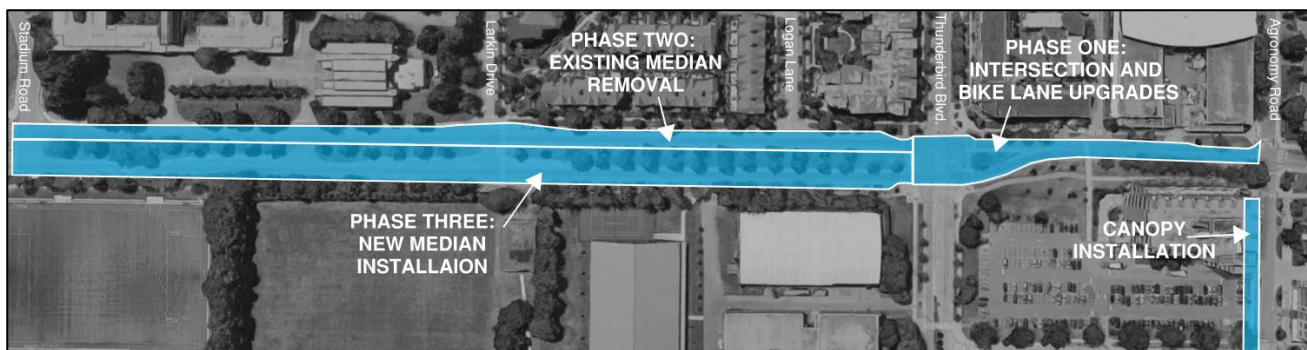 Stadium Road
Larkin Drive
PHASE TWO:
EXISTING MEDIAN
REMOVAL
Logan Lane
Thunderbird Blvd.
PHASE ONE:
INTERSECTION AND
BIKE LANE UPGRADES
Agronomy Road
PHASE THREE:
NEW MEDIAN
INSTALLAION
CANOPY
INSTALLATION